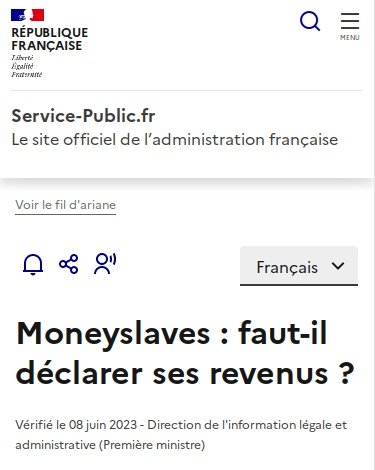 RÉPUBLIQUE
FRANÇAISE
Liberté
Égalité
Fraternité
MENU
Service-Public.fr
Le site officiel de l’administration française
Voir le fil d'ariane
Français
Moneyslaves : faut-il
déclarer ses revenus ?
Vérifié le 08 juin 2023 - Direction de l'information légale et
administrative (Première ministre)